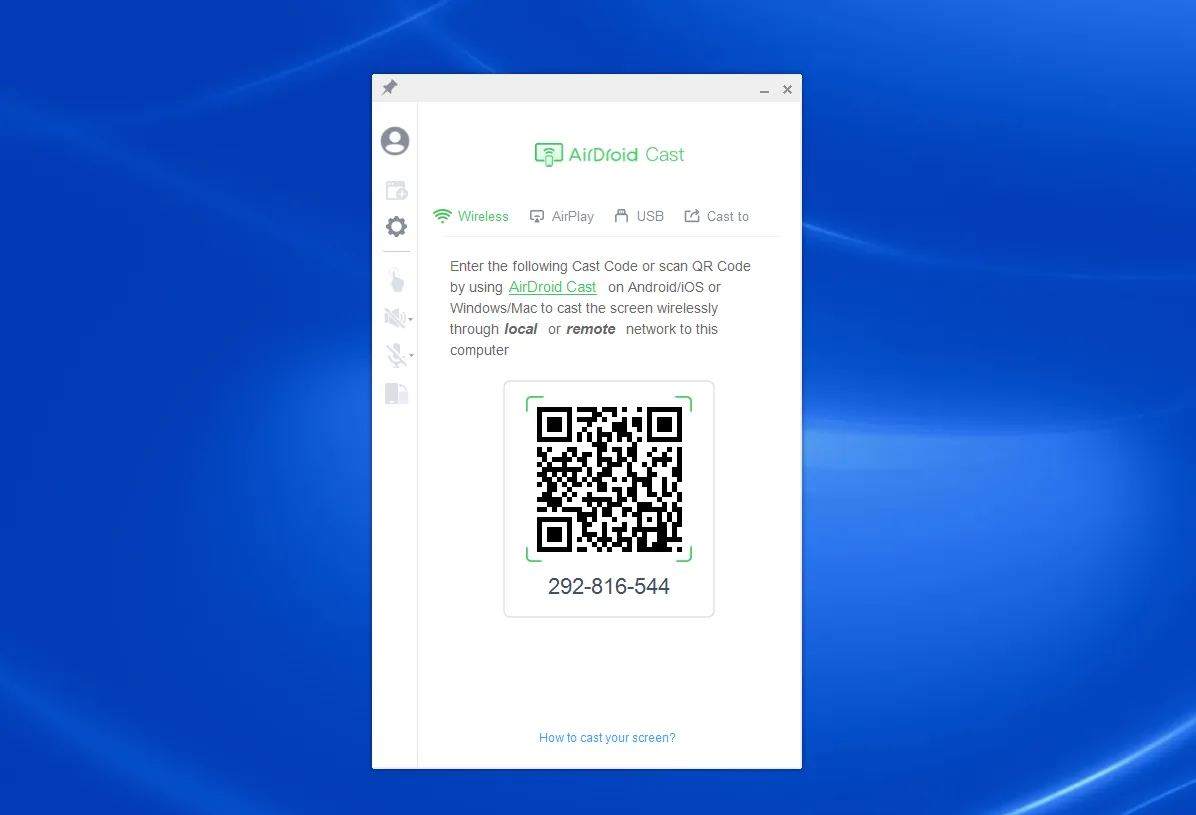 AirDroid Cast
Wireless AirPlay USB Cast to
Enter the following Cast Code or scan QR Code
by using AirDroid Cast on Android/iOS or
Windows/Mac to cast the screen wirelessly
through local or remote network to this
computer
292-816-544
How to cast your screen?